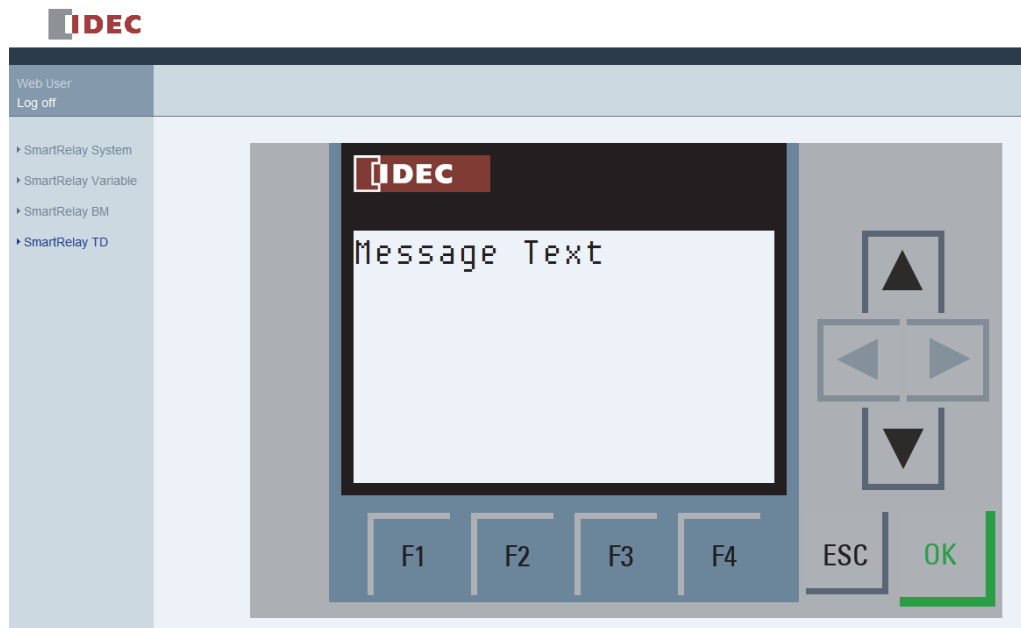 IDEC
Web User
Log off
SmartRelay System
SmartRelay Variable
SmartRelay BM
SmartRelay TD
IDEC
Message Text
F1 F2 F3 F4 ESC OK